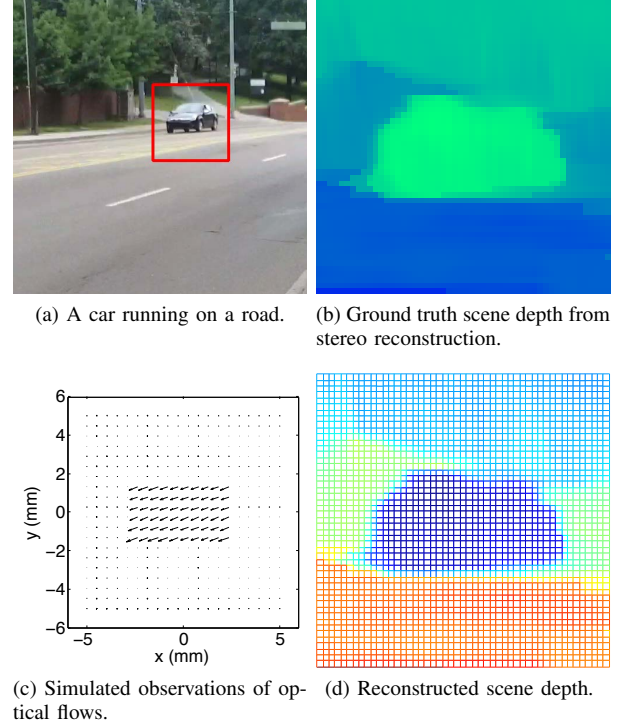 (a) A car running on a road.
(b) Ground truth scene depth from
stereo reconstruction.
6
4
2
0
−2
−4
−6
y (mm)
−5
0
5
x (mm)
(c) Simulated observations of op-
tical flows.
(d) Reconstructed scene depth.